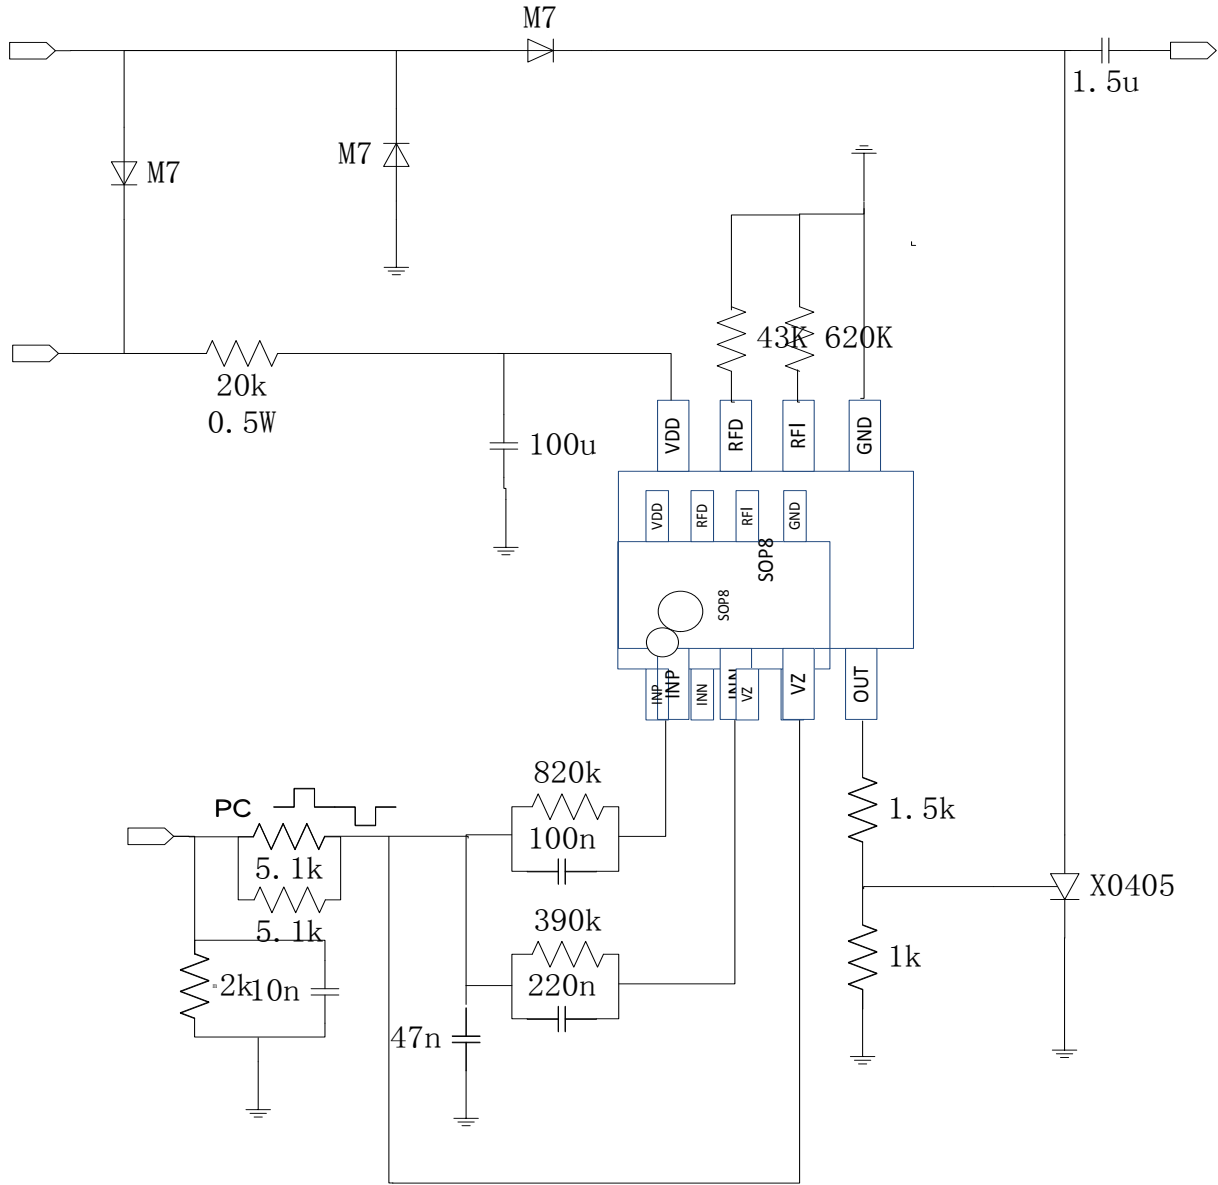 M7
1.5u
M7
M7
43K 620K
20k
0.5W
100u
VDD
RFD
RFI
GND
VDD
RFD
RFI
GND
SOP8
SOP8
INP
INP
INN
INN
VZ
VZ
OUT
820k
100n
PC
5.1k
5.1k
1.5k
X0405
390k
220n
2k
10n
1k
47n